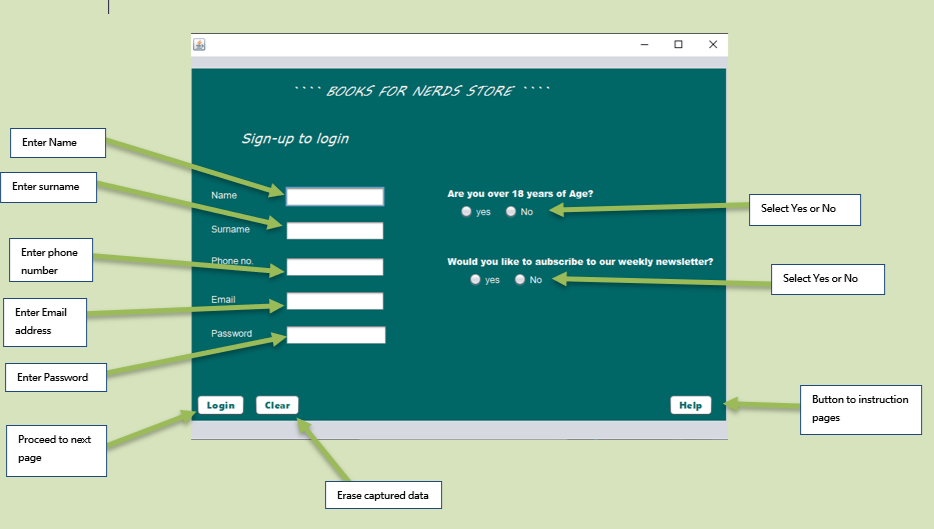 ```` BOOKS FOR NERDS STORE ````
Sign-up to login
Enter Name
Enter surname
Enter phone
number
Enter Email
address
Enter Password
Proceed to next
page
Name
Surname
Phone no.
Email
Password
Login
Clear
Erase captured data
Are you over 18 years of Age?
yes
No
Would you like to aubscribe to our weekly newsletter?
yes
No
Help
Select Yes or No
Select Yes or No
Button to instruction
pages